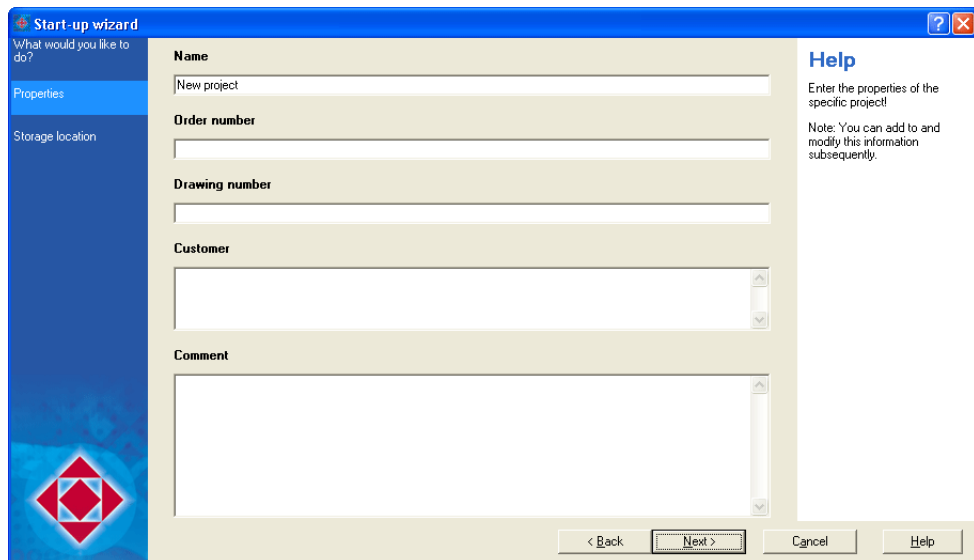 Start-up wizard
What would you like to
do?
Properties
Storage location
Name
New project
Order number
Drawing number
Customer
Comment
Help
Enter the properties of the
specific project!
Note: You can add to and
modify this information
subsequently.
< Back
Next >
Cancel
Help